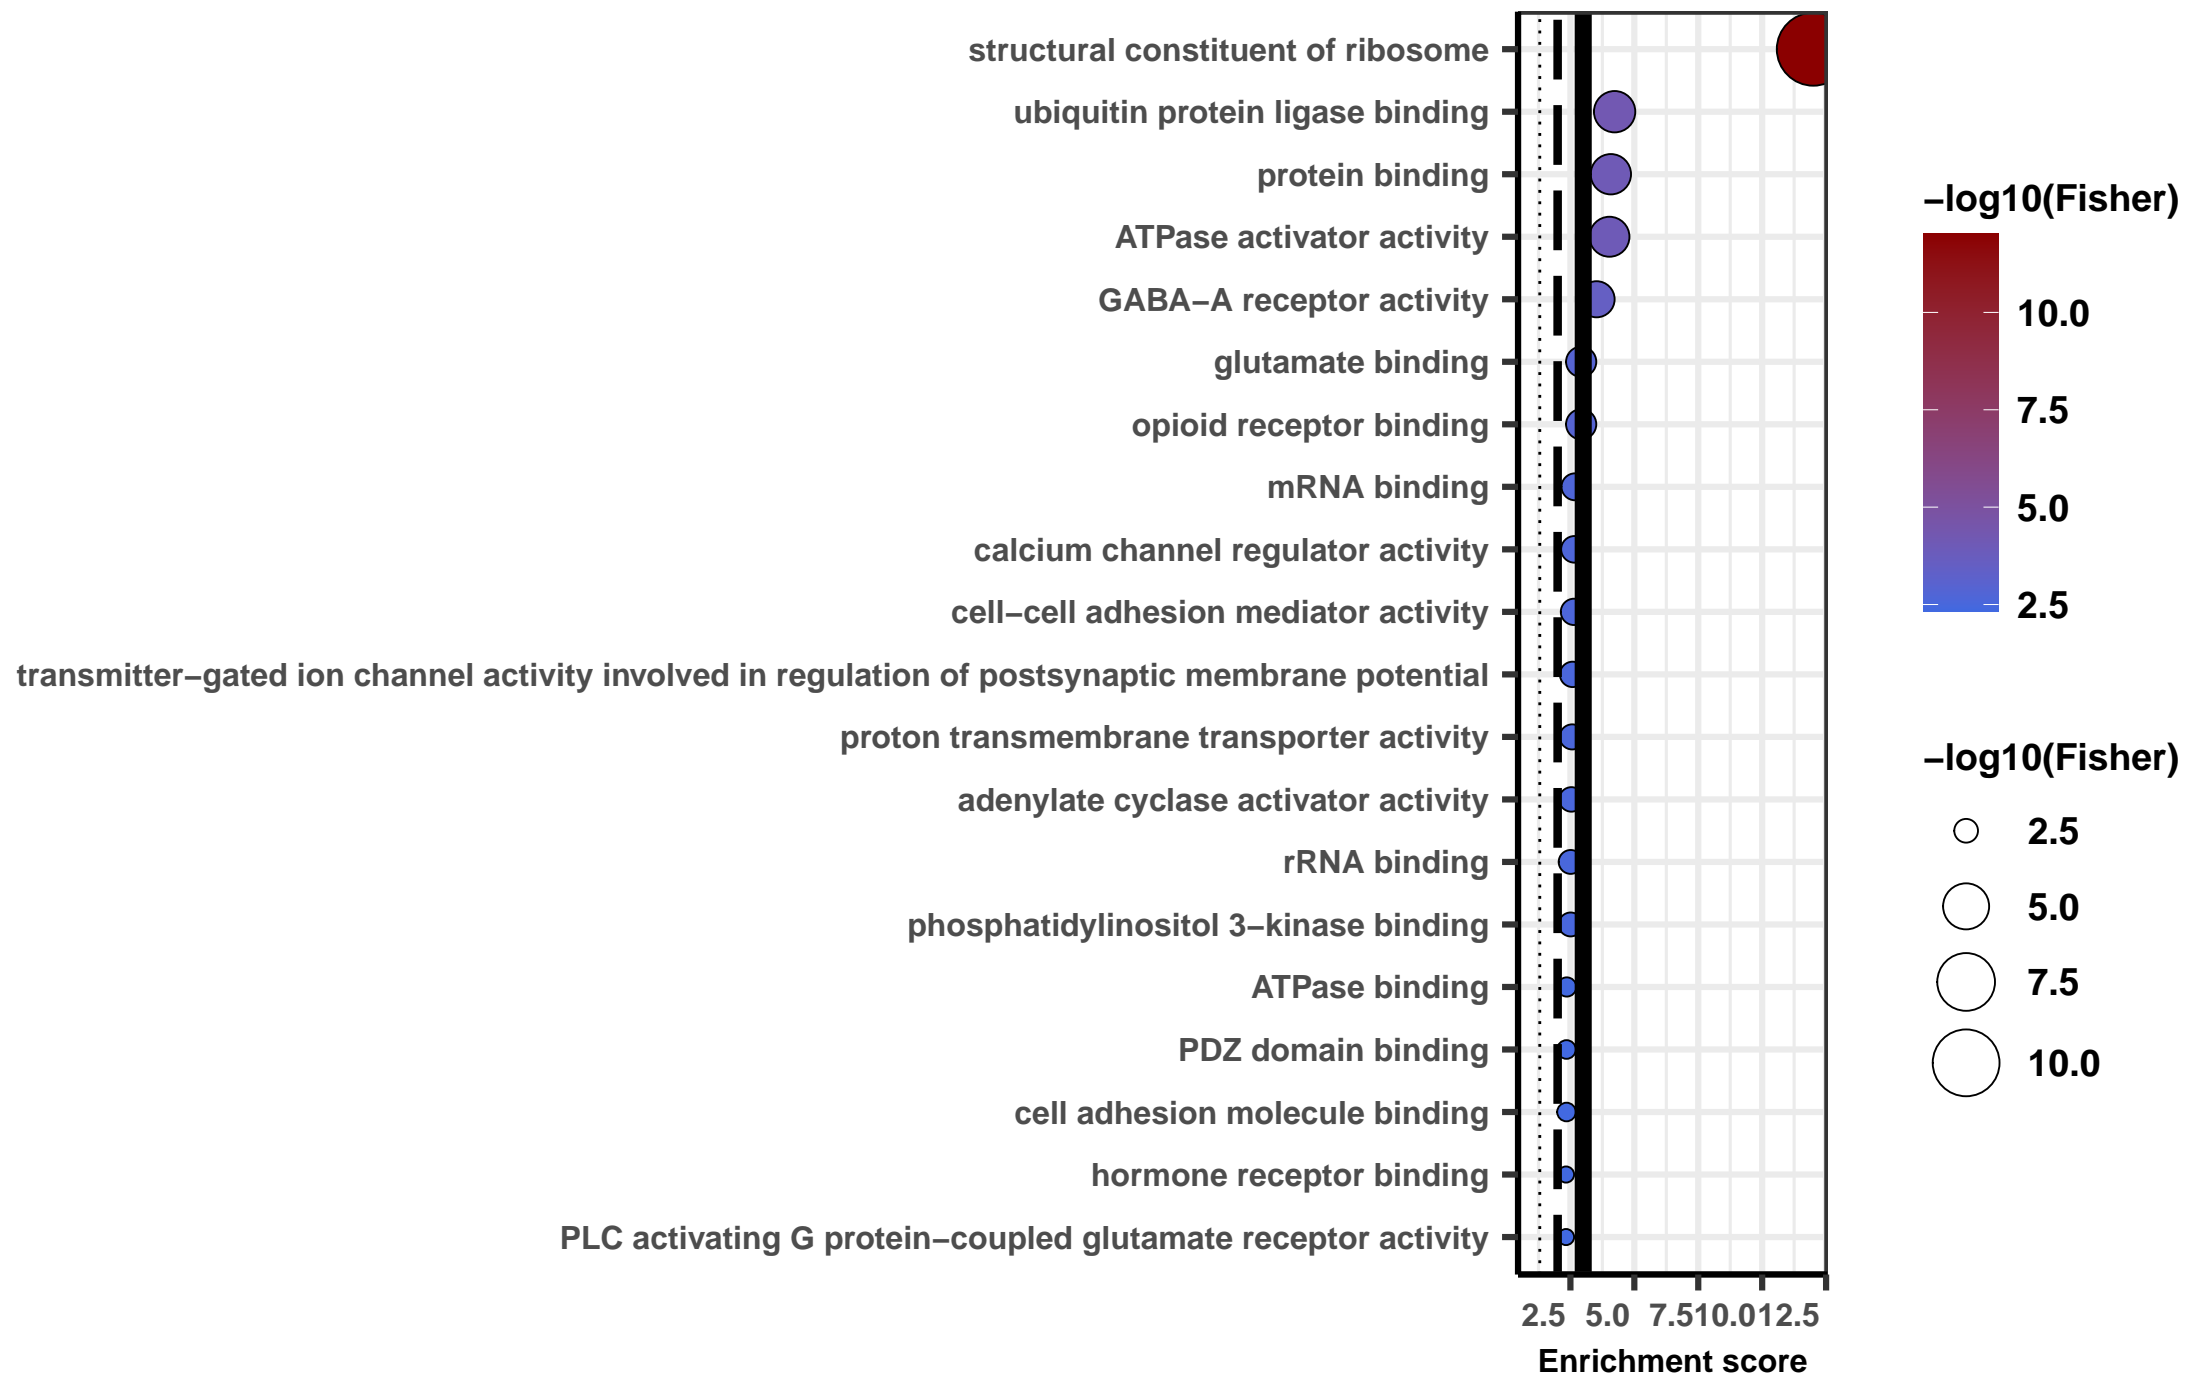 structural constituent of ribosome
ubiquitin protein ligase binding
protein binding
ATPase activator activity
GABA−A receptor activity
glutamate binding
opioid receptor binding
mRNA binding
calcium channel regulator activity
cell−cell adhesion mediator activity
transmitter−gated ion channel activity involved in regulation of postsynaptic membrane potential
proton transmembrane transporter activity
adenylate cyclase activator activity
rRNA binding
phosphatidylinositol 3−kinase binding
ATPase binding
PDZ domain binding
cell adhesion molecule binding
hormone receptor binding
PLC activating G protein−coupled glutamate receptor activity
2.5 5.0 7.5 10.0 12.5
Enrichment score
−log10(Fisher)
10.0
7.5
5.0
2.5
−log10(Fisher)
2.5
5.0
7.5
10.0